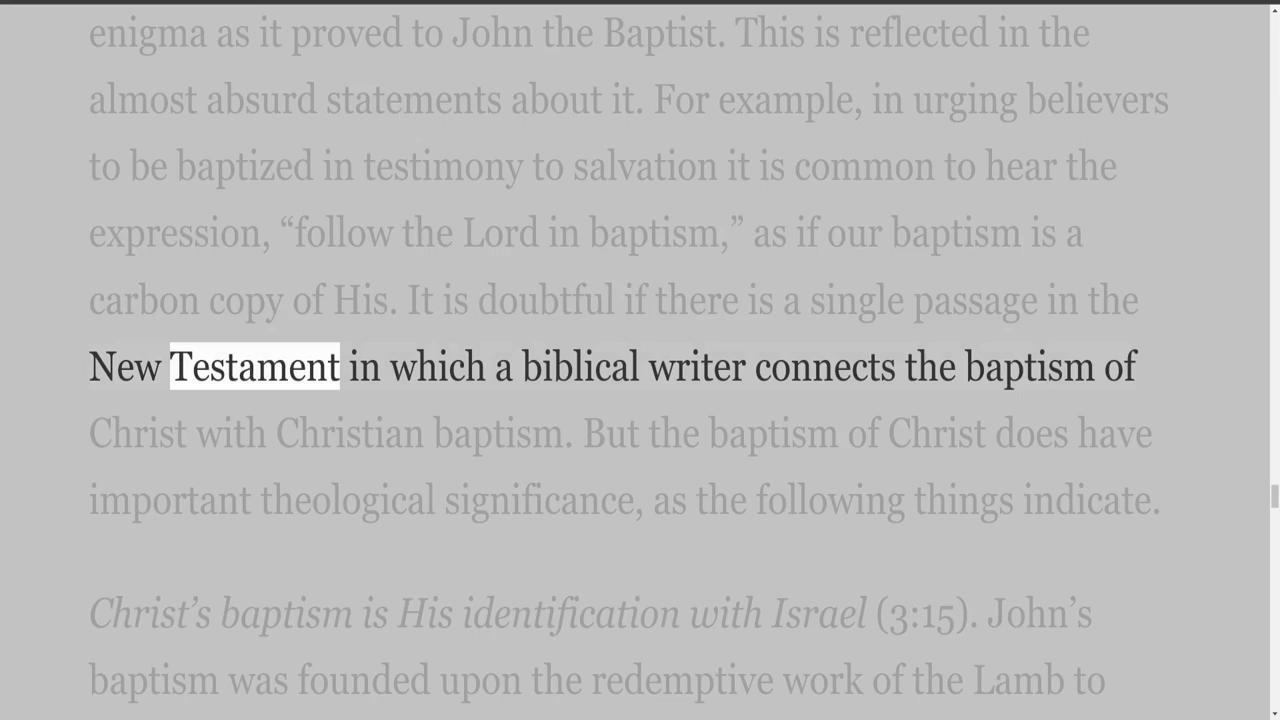 enigma as it proved to John the Baptist. This is reflected in the
almost absurd statements about it. For example, in urging believers
to be baptized in testimony to salvation it is common to hear the
expression, “follow the Lord in baptism,” as if our baptism is a
carbon copy of His. It is doubtful if there is a single passage in the
New Testament in which a biblical writer connects the baptism of
Christ with Christian baptism. But the baptism of Christ does have
important theological significance, as the following things indicate.
Christ’s baptism is His identification with Israel (3:15). John’s
baptism was founded upon the redemptive work of the Lamb to